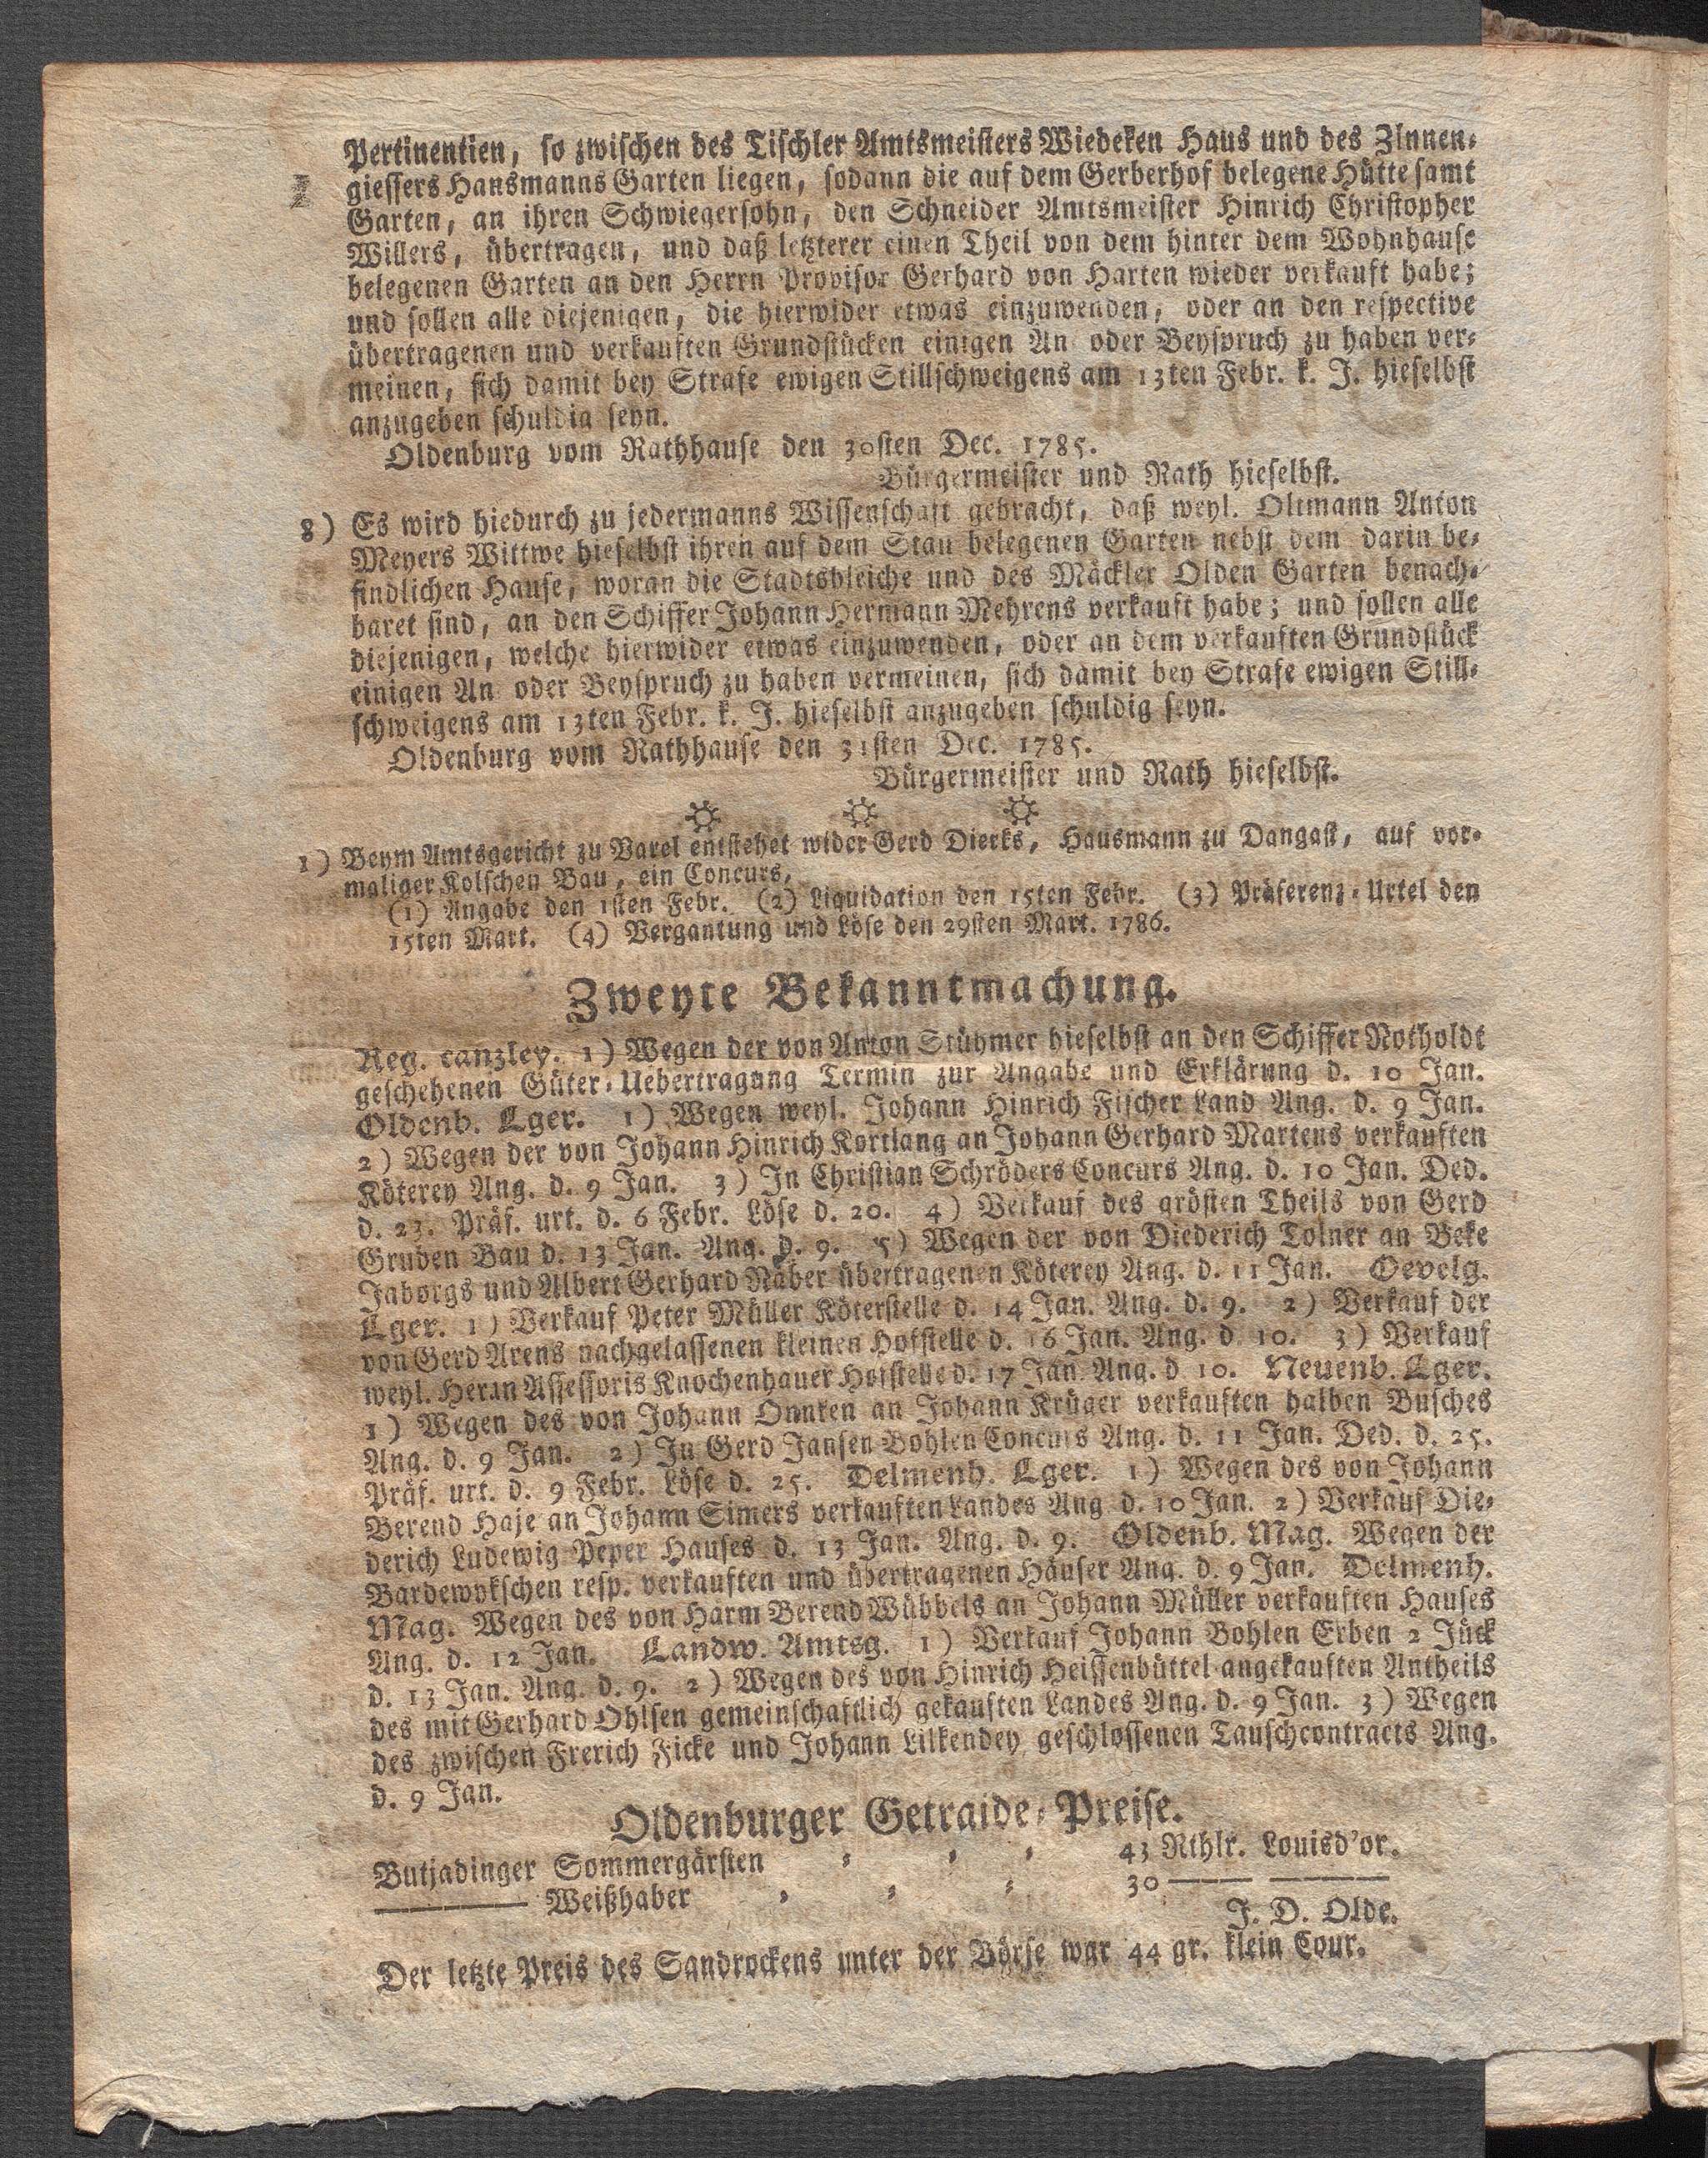 Pertinentien, so zwischen des Tischler Amtsmeisters Wiedeken Haus und des Zinnen-
giessers Hansmanns Garten liegen, sodann die auf dem Gerberhof belegene Hütte samt
Garten, an ihren Schwiegersohn, den Schneider Amtsmeister Hinrich Christopher
Willers, übertragen, und daß letzterer einen Theil von dem hinter dem Wohnhause
belegenen Garten an den Herrn Provisor Gerhard von Harten wieder verkauft habe;
und sollen alle diejenigen, die hierwider etwas einzuwenden, oder an den respective
übertragenen und verkauften Grundstücken einigen An oder Beyspruch zu haben ver-
meinen, sich damit bey Strafe ewigen Stillschweigens am 13ten Febr. k. J. hieselbst
anzugeben schuldig seyn.
Oldenburg vom Rathhause den 30sten Dec. 1785.
Bürgermeister und Rath hieselbst.
8) Es wird hiedurch zu jedermanns Wissenschaft gebracht, daß weyl. Oltmann Anton
Meyers Wittwe hieselbst ihren auf dem Stau belegenen Garten nebst dem darin be-
findlichen Hause, woran die Stadtsbleiche und des Mäckler Olden Garten benach-
baret sind, an den Schiffer Johann Hermann Mehrens verkauft habe; und sollen alle
diejenigen, welche hierwider etwas einzuwenden, oder an dem verkauften Grundstück
einigen An oder Beyspruch zu haben vermeinen, sich damit bey Strafe ewigen Still-
schweigens am 13ten Febr. k. J. hieselbst anzugeben schuldig seyn.
Oldenburg vom Rathhause den 31sten Dec. 1785.
Bürgermeister und Rath hieselbst.
1) Beym Amtsgericht zu Varel entstehet wider Gerd Dierks, Hausmann zu Dangast, auf vor-
maliger Kolschen Bau, ein Concurs,
(1) Angabe den 1sten Febr. (2) Liquidation den 15ten Febr. (3) Präferenz-Urtel den
15ten Mart. (4) Vergantung und Löse den 29sten Mart. 1786.
Zweyte Bekanntmachung.
Reg. canzley. 1) Wegen der von Anton Stühmer hieselbst an den Schiffer Notholdt
geschehenen Güter-Uebertragung Termin zur Angabe und Erklärung d. 10 Jan.
Oldenb. Lger. 1) Wegen weyl. Johann Hinrich Fischer Land Ang. d. 9 Jan.
2) Wegen der von Johann Hinrich Kortlang an Johann Gerhard Martens verkauften
Köterey Ang. d. 9 Jan. 3) In Christian Schröders Concurs Ang. d. 10 Jan. Ded.
d. 23. Präf. urt. d. 6 Febr. Löse d. 20. 4) Verkauf des grösten Theils von Gerd
Gruden Bau d. 13 Jan. Ang. d. 9. 5) Wegen der von Diederich Tolner an Beke
Jaborgs und Albert Gerhard Näber übertragenen Köterey Ang. d. 11 Jan. Oevelg.
Lger. 1) Verkauf Peter Müller Köterstelle d. 14 Jan. Ang. d. 9. 2) Verkauf der
von Gerd Arens nachgelassenen kleinen Hofstelle d. 16 Jan. Ang. d. 10. 3) Verkauf
weyl. Herrn Assessoris Knochenhauer Hofstelle d. 17 Jan. Ang. d 10. Neuenb. Lger.
1) Wegen des von Johann Onnken an Johann Krüger verkauften halben Busches
Ang. d. 9 Jan. 2) In Gerd Jansen Bohlen Concurs Ang. d. 11 Jan. Ded. d. 25.
Präf. urt. d. 9 Febr. Löse d. 25. Delmenh. Lger. 1) Wegen des von Johann
Berend Haje an Johann Simers verkauften Landes Ang d. 10 Jan. 2) Verkauf Die-
derich Ludewig Peper Hauses d. 13 Jan. Ang. d. 9. Oldenb. Mag. Wegen der
Bardewykschen resp. verkauften und übertragenen Häuser Ang. d. 9 Jan. Delmenh.
Mag. Wegen des von Harm Berend Wübbels an Johann Müller verkauften Hauses
Ang. d. 12 Jan. Landw. Amtsg. 1) Verkauf Johann Bohlen Erben 2 Jück
d. 13 Jan. Ang. d. 9. 2) Wegen des von Hinrich Heissenbüttel angekauften Antheils
des mit Gerhard Ohlsen gemeinschaftlich gekauften Landes Ang. d. 9 Jan. 3) Wegen
des zwischen Frerich Ficke und Johann Lilkendey geschlossenen Tauschcontracts Ang.
d. 9 Jan.
Oldenburger Getraide-Preise.
Butjadinger Sommergärsten - - - 43 Rthlr. Louisd'or.
——— Weißhaber - - - 30 —— ——
J. D. Olde.
Der letzte Preis des Sandrockens unter der Börse war 44 gr. klein Cour.